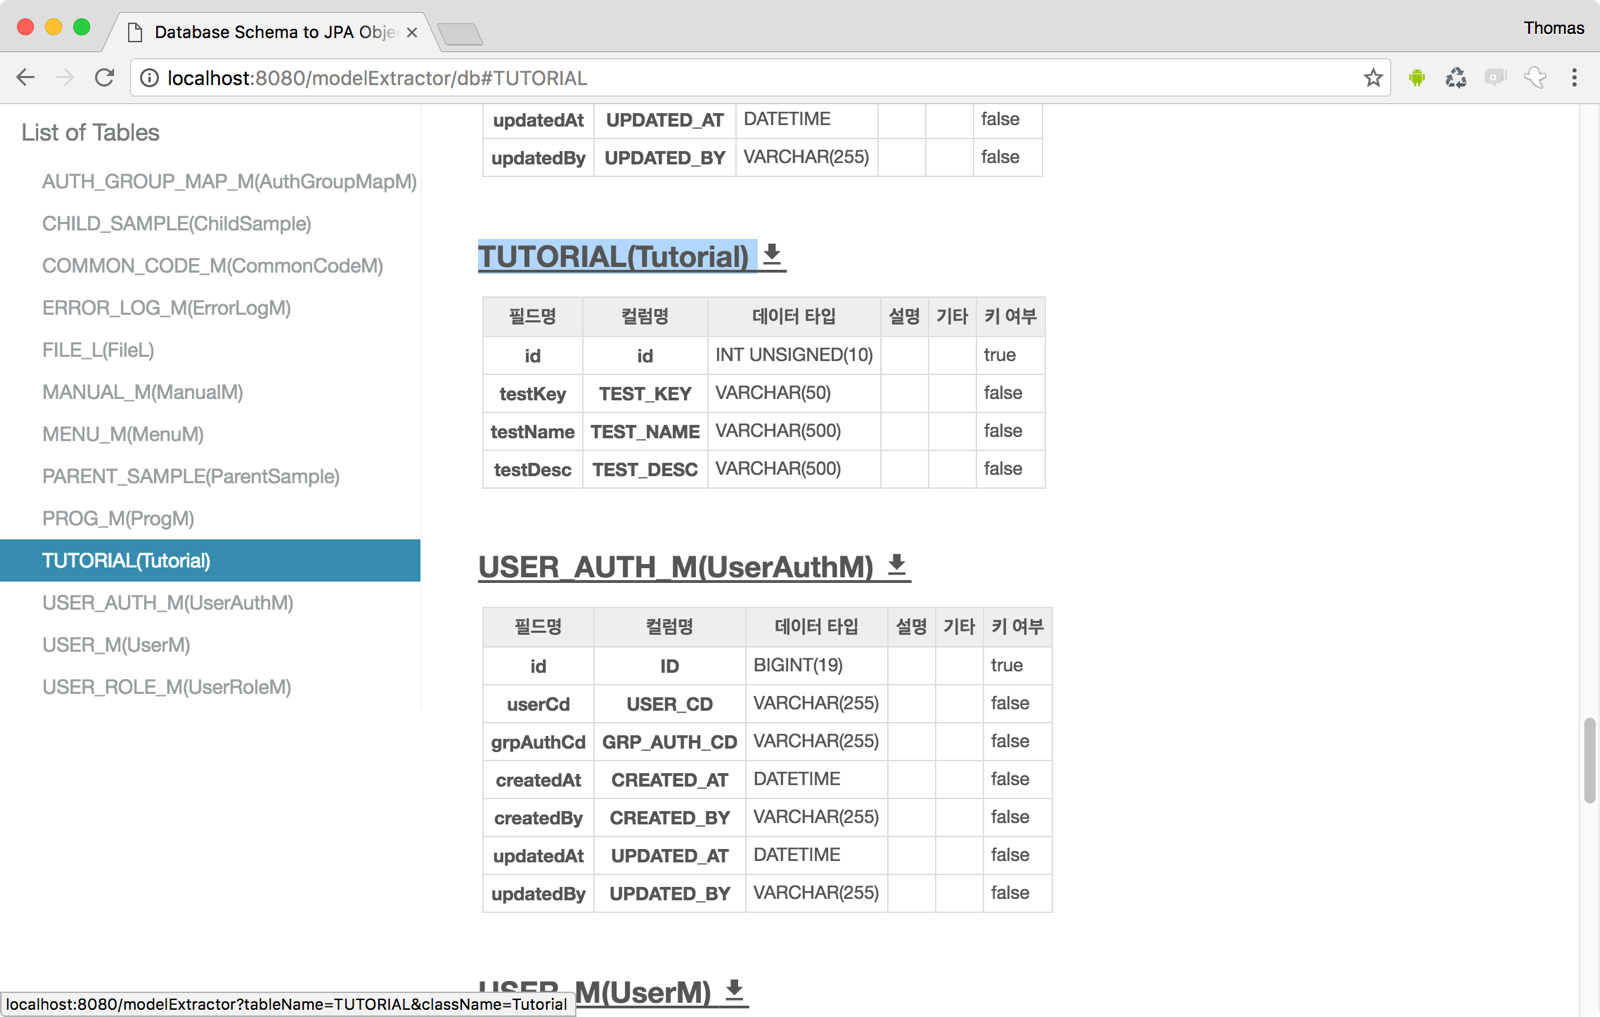 Database Schema to JPA Obje
Thomas
localhost:8080/modelExtractor/db#TUTORIAL
List of Tables
AUTH_GROUP_MAP_M(AuthGroupMapM)
CHILD_SAMPLE(ChildSample)
COMMON_CODE_M(CommonCodeM)
ERROR_LOG_M(ErrorLogM)
FILE_L(FileL)
MANUAL_M(ManualM)
MENU_M(MenuM)
PARENT_SAMPLE(ParentSample)
PROG_M(ProgM)
TUTORIAL(Tutorial)
USER_AUTH_M(UserAuthM)
USER_M(UserM)
USER_ROLE_M(UserRoleM)
updatedAt UPDATED_AT DATETIME false
updatedBy UPDATED_BY VARCHAR(255) false
TUTORIAL(Tutorial)
필드명 컬럼명 데이터 타입 설명 기타 키 여부
id id INT UNSIGNED(10) true
testKey TEST_KEY VARCHAR(50) false
testName TEST_NAME VARCHAR(500) false
testDesc TEST_DESC VARCHAR(500) false
USER_AUTH_M(UserAuthM)
필드명 컬럼명 데이터 타입 설명 기타 키 여부
id ID BIGINT(19) true
userCd USER_CD VARCHAR(255) false
grpAuthCd GRP_AUTH_CD VARCHAR(255) false
createdAt CREATED_AT DATETIME false
createdBy CREATED_BY VARCHAR(255) false
updatedAt UPDATED_AT DATETIME false
updatedBy UPDATED_BY VARCHAR(255) false
USER_M(UserM)
localhost:8080/modelExtractor?tableName=TUTORIAL&className=Tutorial